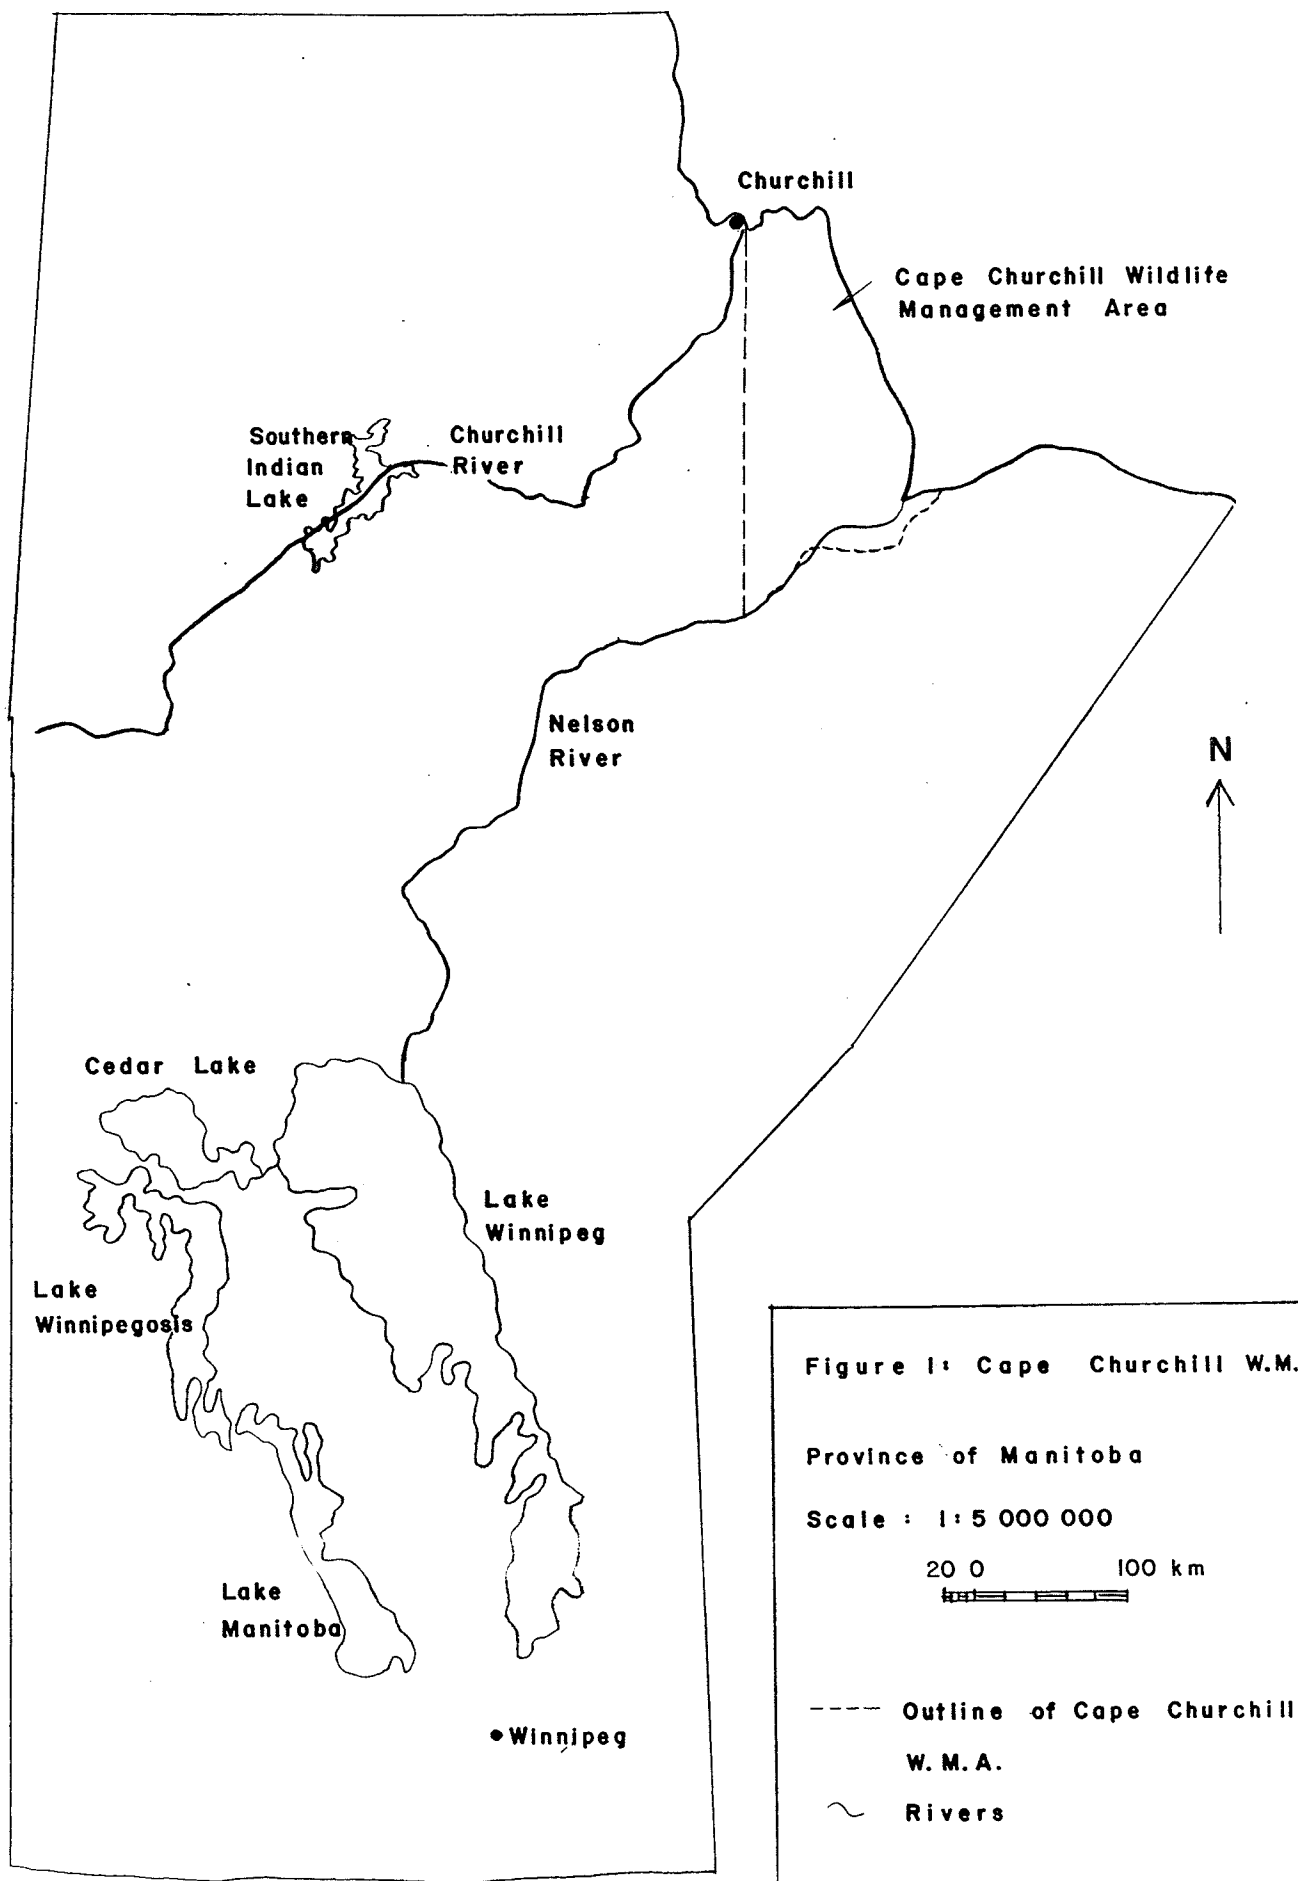 Churchill
Cape Churchill Wildlife
Management Area
Southern
Indian
Lake
Churchill
River
Nelson
River
N
Cedar Lake
Lake
Winnipeg
Lake
Winnipegosis
Lake
Manitoba
Winnipeg
Figure 1: Cape Churchill W.M.
Province of Manitoba
Scale : 1:5 000 000
20 0 100 km
Outline of Cape Churchill
W.M.A.
Rivers